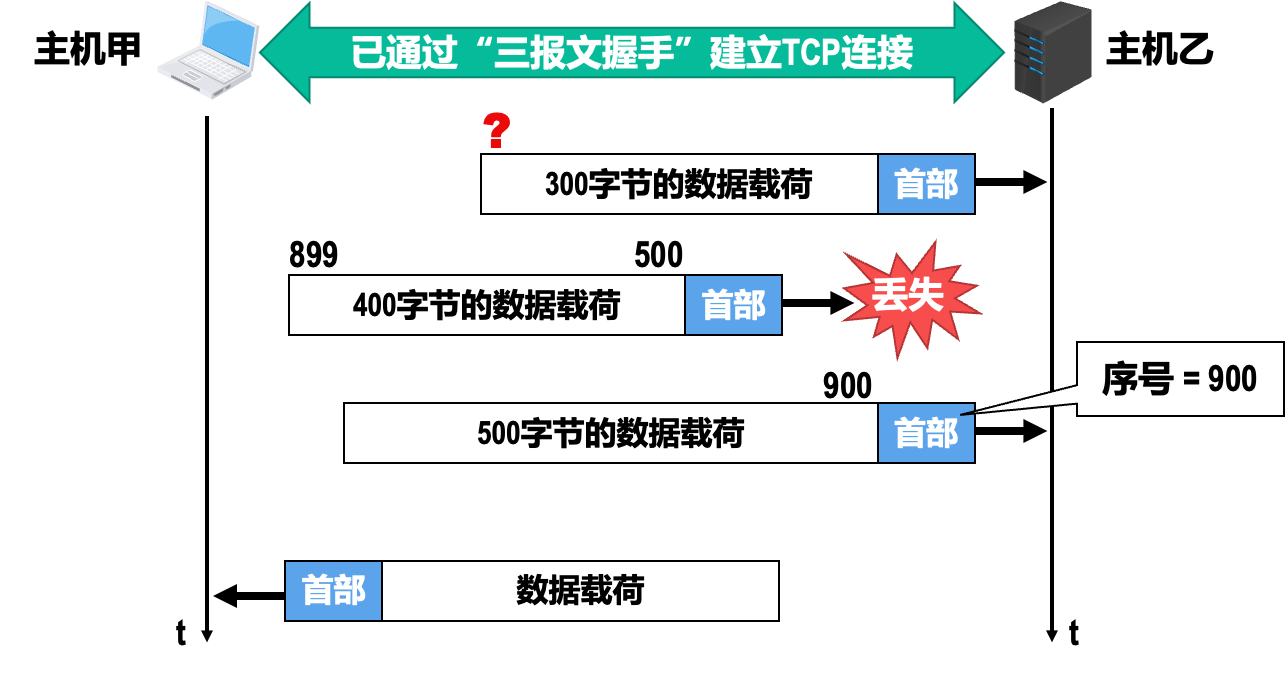 主机甲
已通过“三报文握手”建立TCP连接
主机乙
?
300字节的数据载荷 首部
899 500
400字节的数据载荷 首部 丢失
900
序号 = 900
500字节的数据载荷 首部
首部 数据载荷
t t